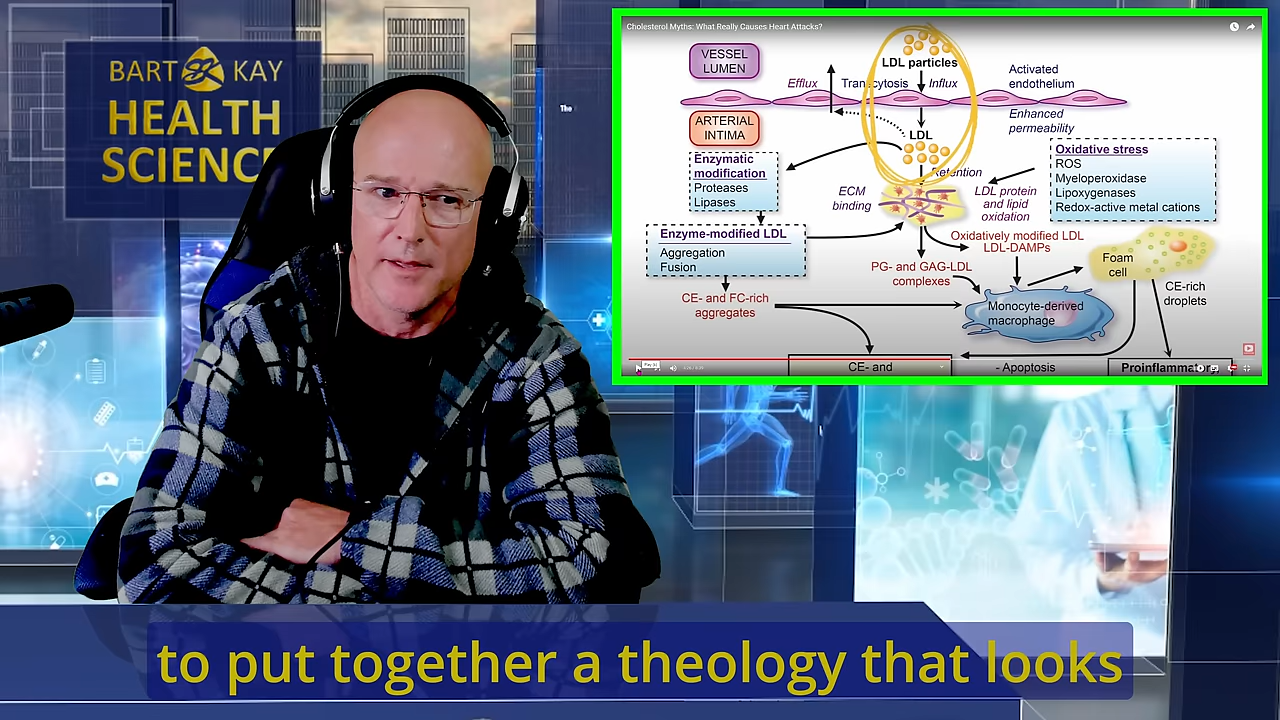 BART KAY
HEALTH
SCIENC
The
Cholesterol Myths: What Really Causes Heart Attacks?
VESSEL
LUMEN
LDL particles
Efflux
Transcytosis
Influx
Activated
endothelium
ARTERIAL
INTIMA
LDL
Enhanced
permeability
Enzymatic
modification
Proteases
Lipases
Retention
ECM
binding
LDL protein
and lipid
oxidation
Oxidative stress
ROS
Myeloperoxidase
Lipoxygenses
Redox-active metal cations
Enzyme-modified LDL
Aggregation
Fusion
Oxidatively modified LDL
LDL-DAMPs
PG- and GAG-LDL
complexes
Foam
cell
CE-rich
droplets
CE- and FC-rich
aggregates
Monocyte-derived
macrophage
CE- and
- Apoptosis
Proinflammatory
to put together a theology that looks